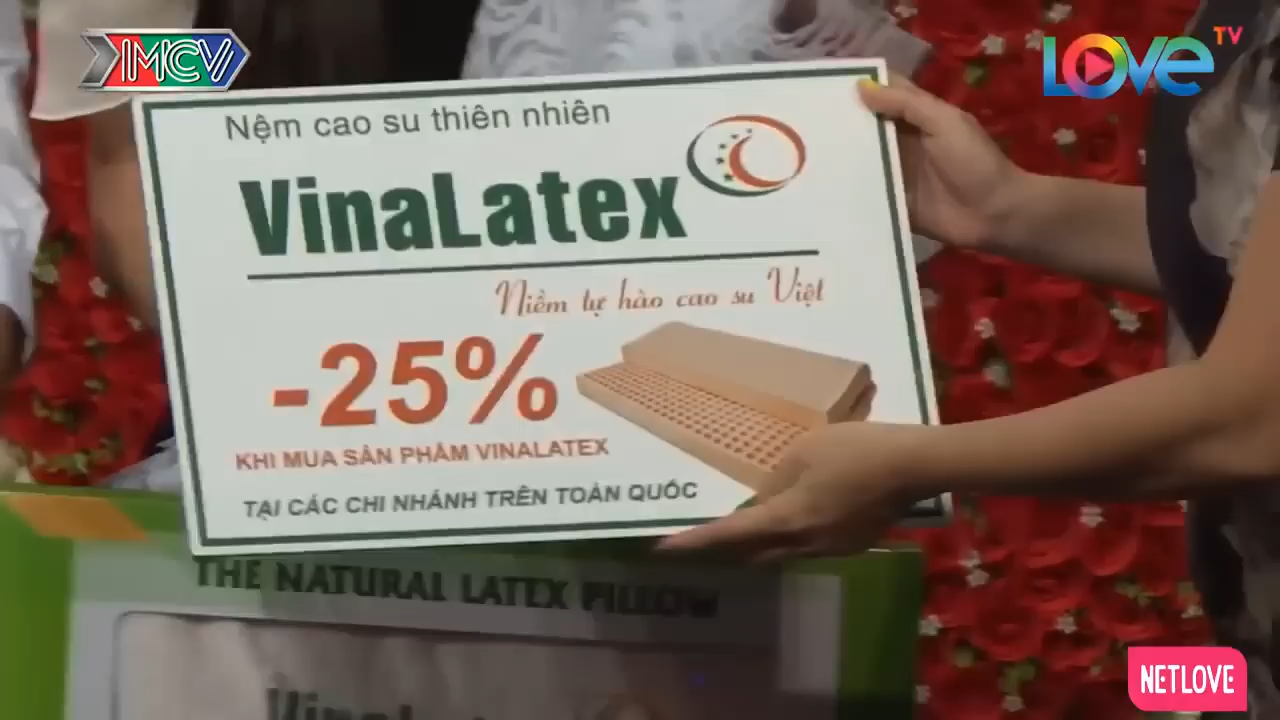 MCV
LOVE TV
Nệm cao su thiên nhiên
VinaLatex
Niềm tự hào cao su Việt
-25%
KHI MUA SẢN PHẨM VINALATEX
TẠI CÁC CHI NHÁNH TRÊN TOÀN QUỐC
THE NATURAL LATEX PILLOW
NETLOVE